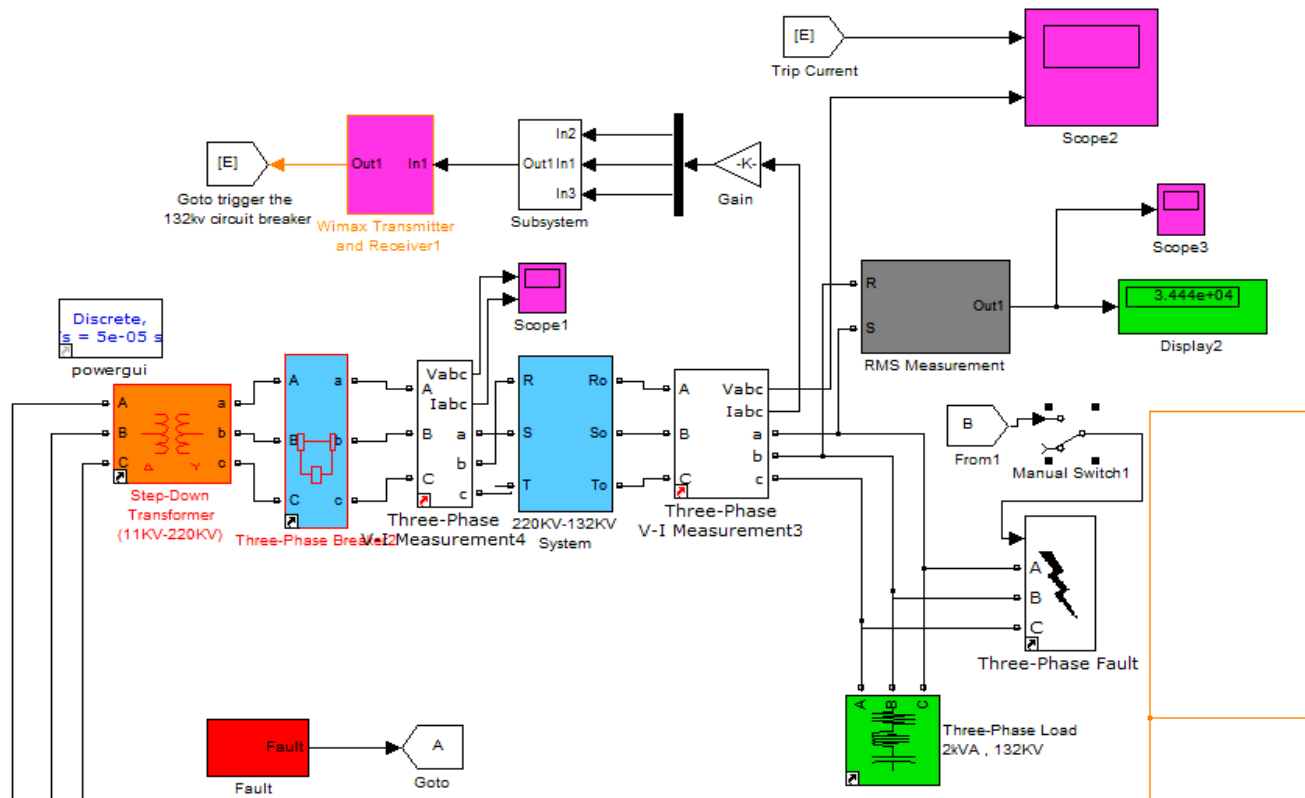 [E]
Trip Current
Scope2
[E]
Goto trigger the
132kv circuit breaker
Out1
In1
Wimax Transmitter
and Receiver1
In2
Out1
In1
In3
Subsystem
-K-
Gain
Scope3
R
S
Out1
RMS Measurement
3.444e+04
Display2
Scope1
Discrete,
s = 5e-05 s
powergui
A
B
C
a
b
c
Step-Down
Transformer
(11KV-220KV)
A
B
C
a
b
c
Three-Phase Breaker2
Vabc
Iabc
A
B
C
a
b
c
Three-Phase
V-I Measurement4
R
S
T
Ro
So
To
220KV-132KV
System
A
B
C
Vabc
Iabc
a
b
c
Three-Phase
V-I Measurement3
B
From1
Manual Switch1
A
B
C
Three-Phase Fault
A
B
C
Three-Phase Load
2kVA , 132KV
Fault
Fault
A
Goto